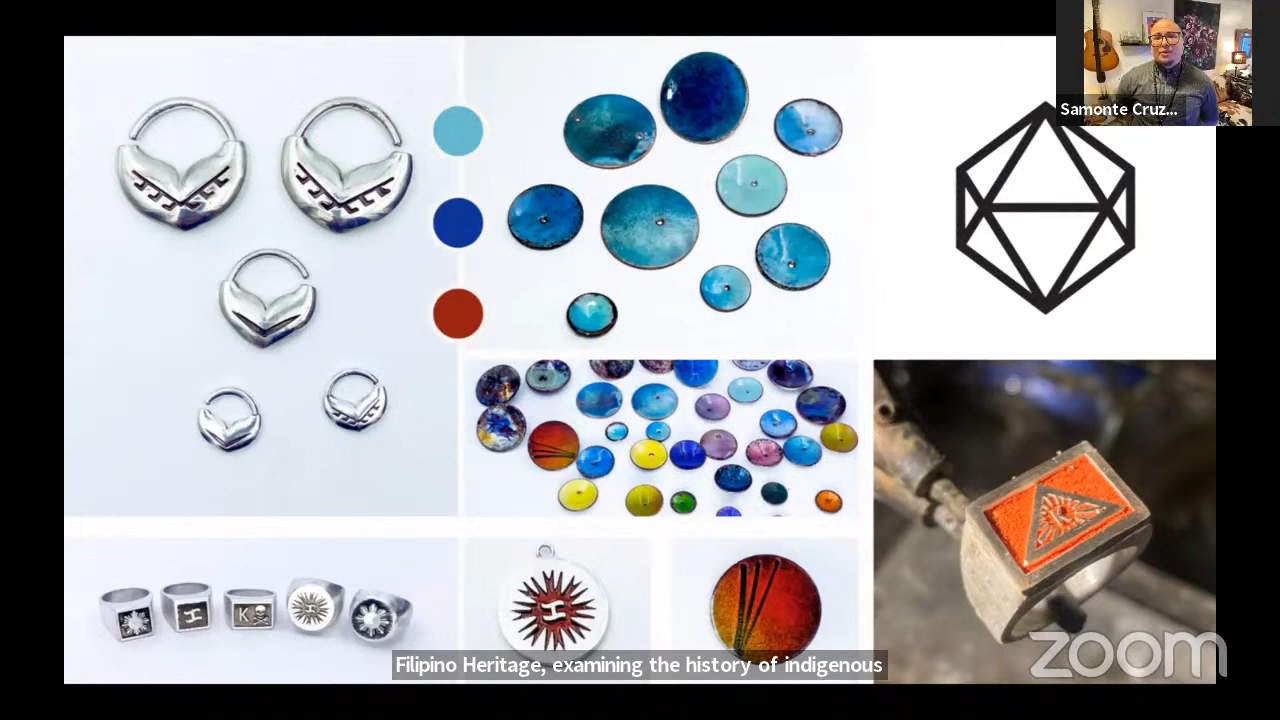 Samonte Cruz...
K
K
Filipino Heritage, examining the history of indigenous
zoom